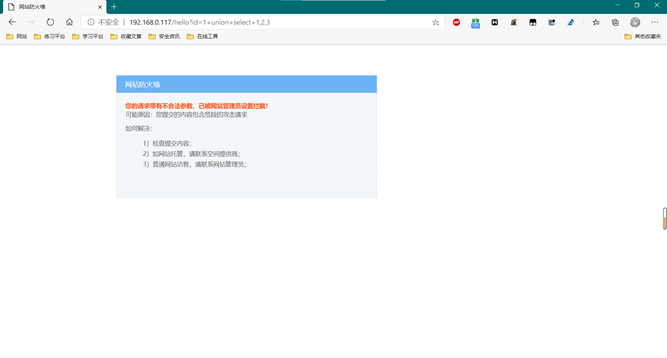 网站防火墙
不安全 | 192.168.0.117/hello?id=1+union+select+1,2,3
网站 练习平台 学习平台 收藏文章 安全资讯 在线工具 其他收藏夹
网站防火墙
您的请求带有不合法参数，已被网站管理员设置拦截！
可能原因：您提交的内容包含危险的攻击请求
如何解决：
1）检查提交内容；
2）如网站托管，请联系空间提供商；
3）普通网站访客，请联系网站管理员；